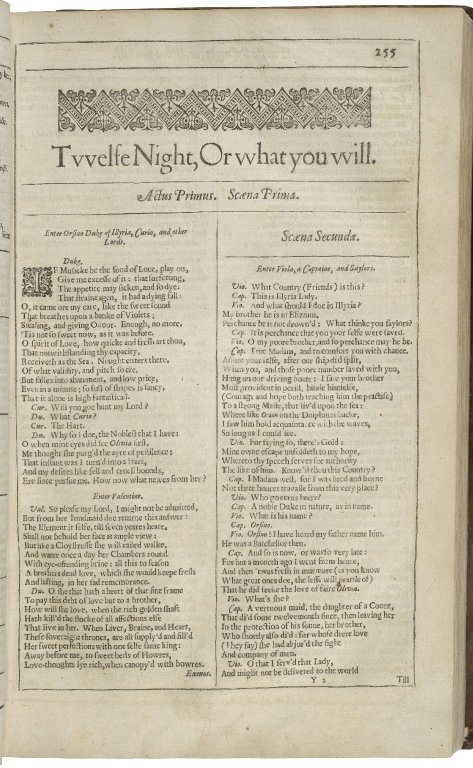 255
Tvvelfe Night, Or what you will.
Actus Primus. Scæna Prima.
Enter Orsino Duke of Illyria, Curio, and other
Lords.
Duke.
IF Musicke be the food of Loue, play on,
Giue me excesse of it: that surfetting,
The appetite may sicken, and so dye.
That straine agen, it had a dying fall:
O, it came ore my eare, like the sweet sound
That breathes vpon a banke of Violets;
Stealing, and giuing Odour. Enough, no more,
'Tis not so sweet now, as it was before.
O spirit of Loue, how quicke and fresh art thou,
That notwithstanding thy capacity,
Receiueth as the Sea. Nought enters there,
Of what validity, and pitch so ere,
But falles into abatement, and low price
Euen in a minute; so full of shapes is fancy,
That it alone is high fantasticall.
Cur. Will you go hunt my Lord?
Du. What Curio?
Cur. The Hart.
Du. Why so I do, the Noblest that I haue:
O when mine eyes did see Oliuia first,
Me thought she purg'd the ayre of pestilence;
That instant was I turn'd into a Hart,
And my desires like fell and cruell hounds,
Ere since pursue me. How now what newes from her?
Enter Valentine.
Val. So please my Lord, I might not be admitted,
But from her handmaid do returne this answer:
The Element it selfe, till seuen yeares heate,
Shall not behold her face at ample view:
But like a Cloystresse she will vailed walke,
And water once a day her Chamber round
With eye-offending brine: all this to season
A brothers dead loue, which she would keepe fresh
And lasting, in her sad remembrance.
Du. O she that hath a heart of that fine frame
To pay this debt of loue but to a brother,
How will she loue, when the rich golden shaft
Hath kill'd the flocke of all affections else
That liue in her. When Liuer, Braine, and Heart,
These soueraigne thrones, are all supply'd and fill'd
Her sweete perfections with one selfe same king:
Away before me, to sweet beds of Flowres,
Loue-thoughts lye rich, when canopy'd with bowres.
Exeunt.
Scæna Secunda.
Enter Viola, a Captaine, and Saylors.
Vio. What Country (Friends) is this?
Cap. This is Illyria Ladie.
Vio. And what should I doe in Illyria?
My brother he is in Elizium,
Perchance he is not drown'd: What thinke you saylors?
Cap. It is perchance that you your selfe were saued.
Vio. O my poore brother, and so perchance may he be.
Cap. True Madam, and to comfort you with chance,
Assure your selfe, after our ship did split,
When you, and those poore number saued with you,
Hung on our driuing boate: I saw your brother
Most prouident in perill, binde himselfe,
(Courage and hope both teaching him the practise)
To a strong Maste, that liu'd vpon the sea:
Where like Orion on the Dolphines backe,
I saw him hold acquaintance with the waues,
So long as I could see.
Vio. For saying so, there's Gold:
Mine owne escape vnfoldeth to my hope,
Whereto thy speech serues for authoritie
The like of him. Know'st thou this Countrey?
Cap. I Madam well, for I was bred and borne
Not three houres trauaile from this very place?
Vio. Who gouernes heere?
Cap. A noble Duke in nature, as in name.
Vio. What is his name?
Cap. Orsino.
Vio. Orsino: I haue heard my father name him.
He was a Batchellor then.
Cap. And so is now, or was so very late:
For but a month ago I went from hence,
And then 'twas fresh in murmure (as you know
What great ones do, the lesse will prattle of,)
That he did seeke the loue of faire Oliuia.
Vio. What's shee?
Cap. A vertuous maid, the daughter of a Count
That dide some tweluemonth since, then leauing her
In the protection of his sonne, her brother,
Who shortly also dide: for whose deere loue
(They say) she hath abiur'd the sight
And company of men.
Vio. O that I seru'd that Lady,
And might not be deliuered to the world
Y 2 Till